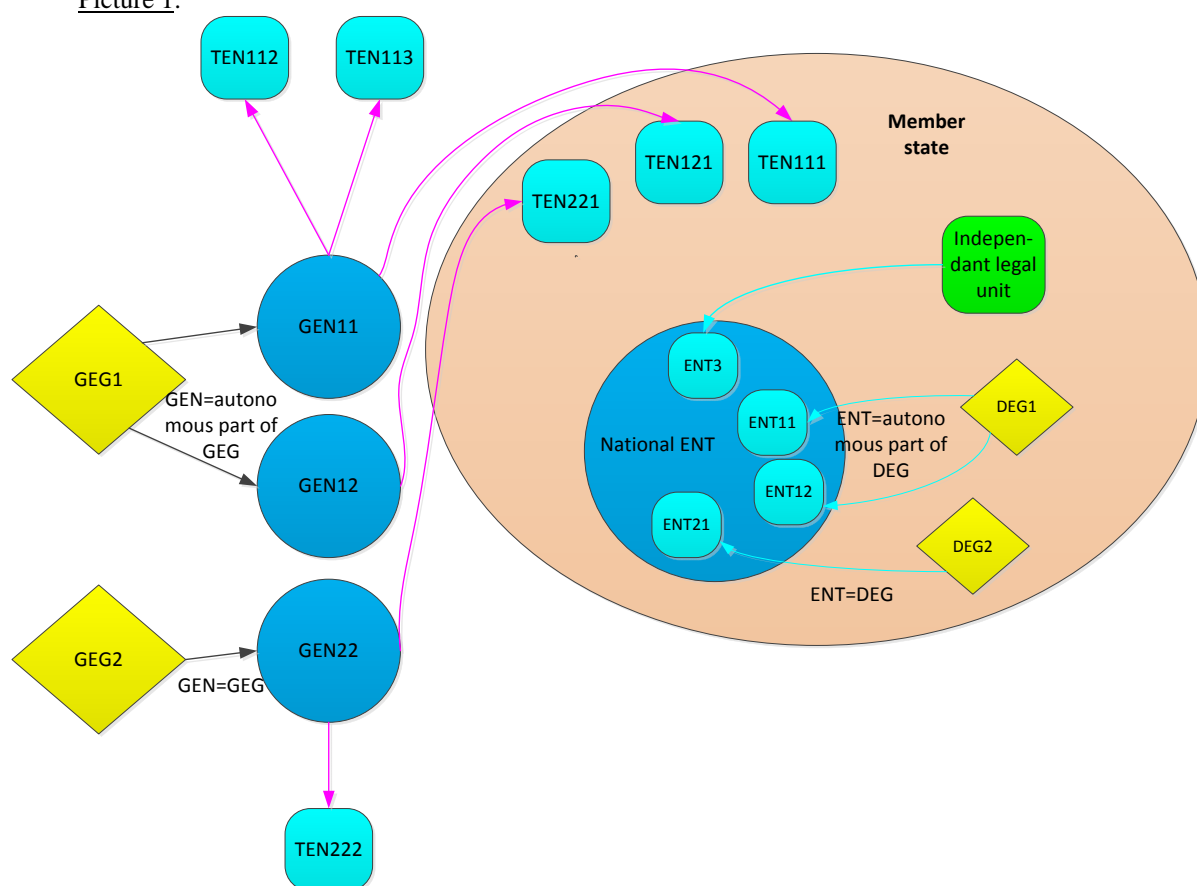 Picture 1:
TEN112
TEN113
Member
state
TEN121
TEN111
TEN221
Indepen-
dant legal
unit
GEN11
GEG1
GEN=autono
mous part of
GEG
ENT3
DEG1
ENT11
ENT=autono
mous part of
DEG
National ENT
GEN12
ENT12
ENT21
DEG2
ENT=DEG
GEN22
GEG2
GEN=GEG
TEN222